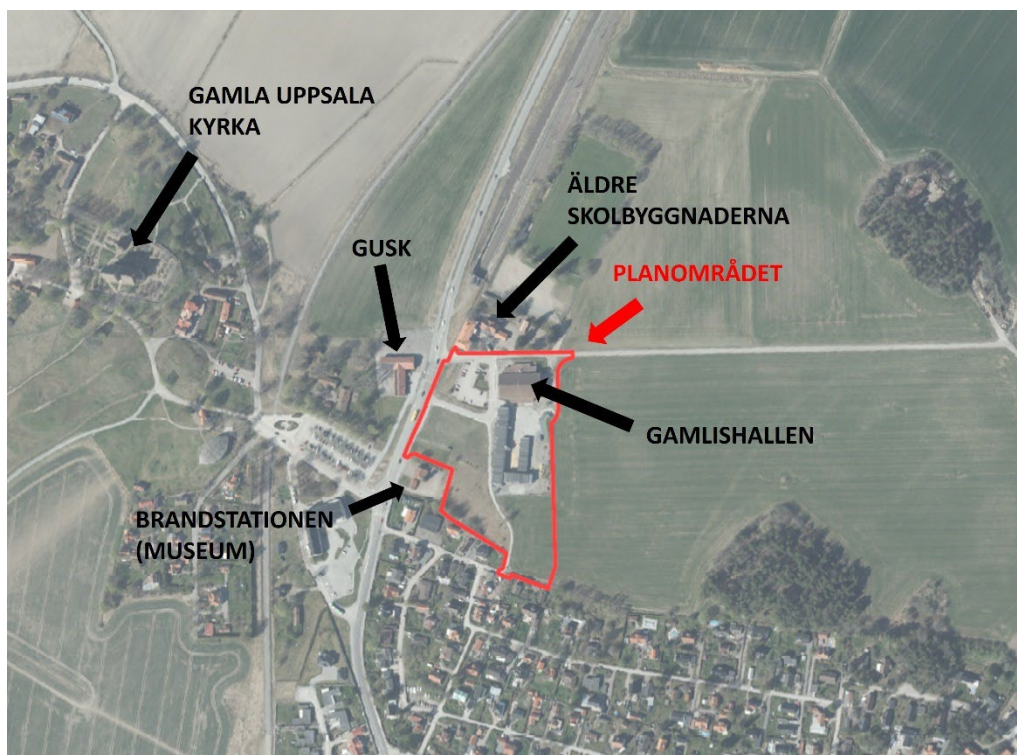 GAMLA UPPSALA
KYRKA
ÄLDRE
SKOLBYGGNADERNA
GUSK
PLANOMRÅDET
GAMLISHALLEN
BRANDSTATIONEN
(MUSEUM)